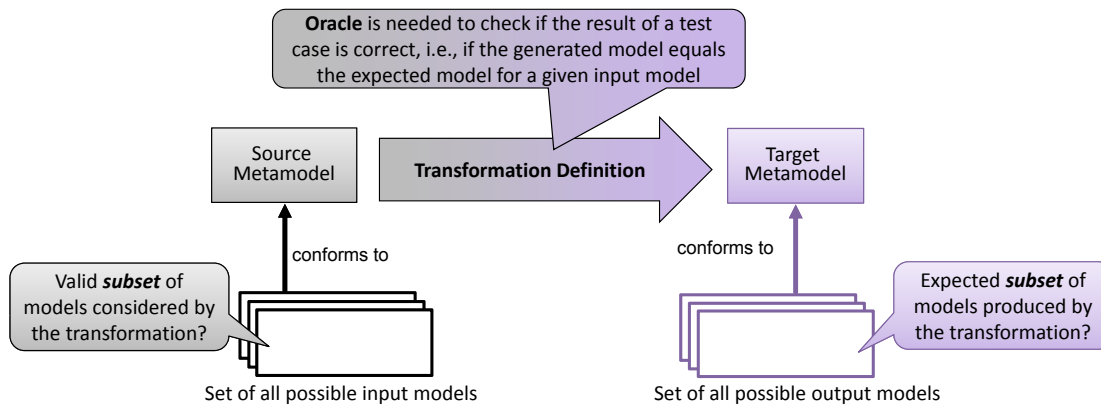 Oracle is needed to check if the result of a test
case is correct, i.e., if the generated model equals
the expected model for a given input model
Source
Metamodel
Transformation Definition
Target
Metamodel
conforms to
conforms to
Valid subset of
models considered by
the transformation?
Expected subset of
models produced by
the transformation?
Set of all possible input models
Set of all possible output models